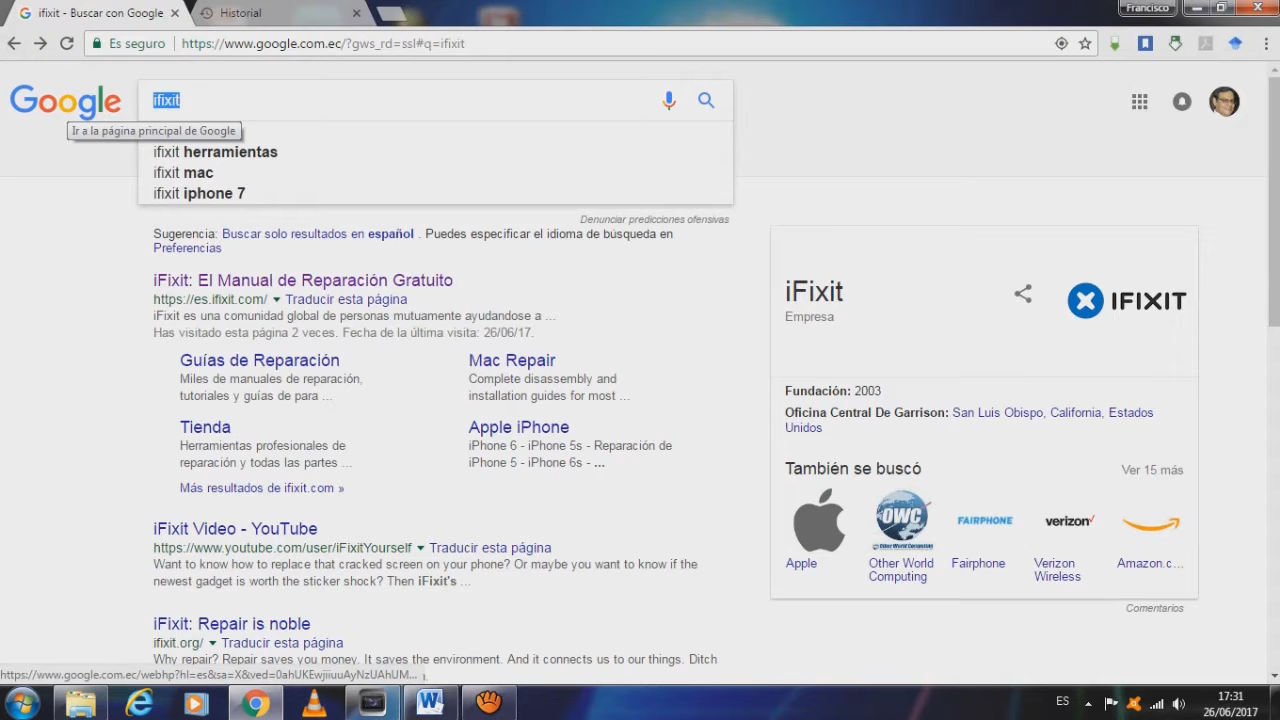 ifixit - Buscar con Google
Historial
Francisco
Es seguro
https://www.google.com.ec/?gws_rd=ssl#q=ifixit
Google
ifixit
Ir a la página principal de Google
ifixit herramientas
ifixit mac
ifixit iphone 7
Denunciar predicciones ofensivas
Sugerencia: Buscar solo resultados en español . Puedes especificar el idioma de búsqueda en
Preferencias
iFixit: El Manual de Reparación Gratuito
https://es.ifixit.com/ Traducir esta página
iFixit es una comunidad global de personas mutuamente ayudandose a ...
Has visitado esta página 2 veces. Fecha de la última visita: 26/06/17.
Guías de Reparación
Miles de manuales de reparación,
tutoriales y guías de para ...
Mac Repair
Complete disassembly and
installation guides for most ...
Tienda
Herramientas profesionales de
reparación y todas las partes ...
Apple iPhone
iPhone 6 - iPhone 5s - Reparación de
iPhone 5 - iPhone 6s - ...
Más resultados de ifixit.com »
iFixit Video - YouTube
https://www.youtube.com/user/iFixitYourself Traducir esta página
Want to know how to replace that cracked screen on your phone? Or maybe you want to know if the
newest gadget is worth the sticker shock? Then iFixit's ...
iFixit: Repair is noble
ifixit.org/ Traducir esta página
Why repair? Repair saves you money. It saves the environment. And it connects us to our things. Ditch
iFixit
Empresa
IFIXIT
Fundación: 2003
Oficina Central De Garrison: San Luis Obispo, California, Estados
Unidos
También se buscó
Ver 15 más
OWC
Other World Computing
FAIRPHONE
verizon
Apple
Other World
Computing
Fairphone
Verizon
Wireless
Amazon.c...
Comentarios
https://www.google.com.ec/webhp?hl=es&sa=X&ved=0ahUKEwjiiuuAyNzUAhUM...
W
ES
17:31
26/06/2017